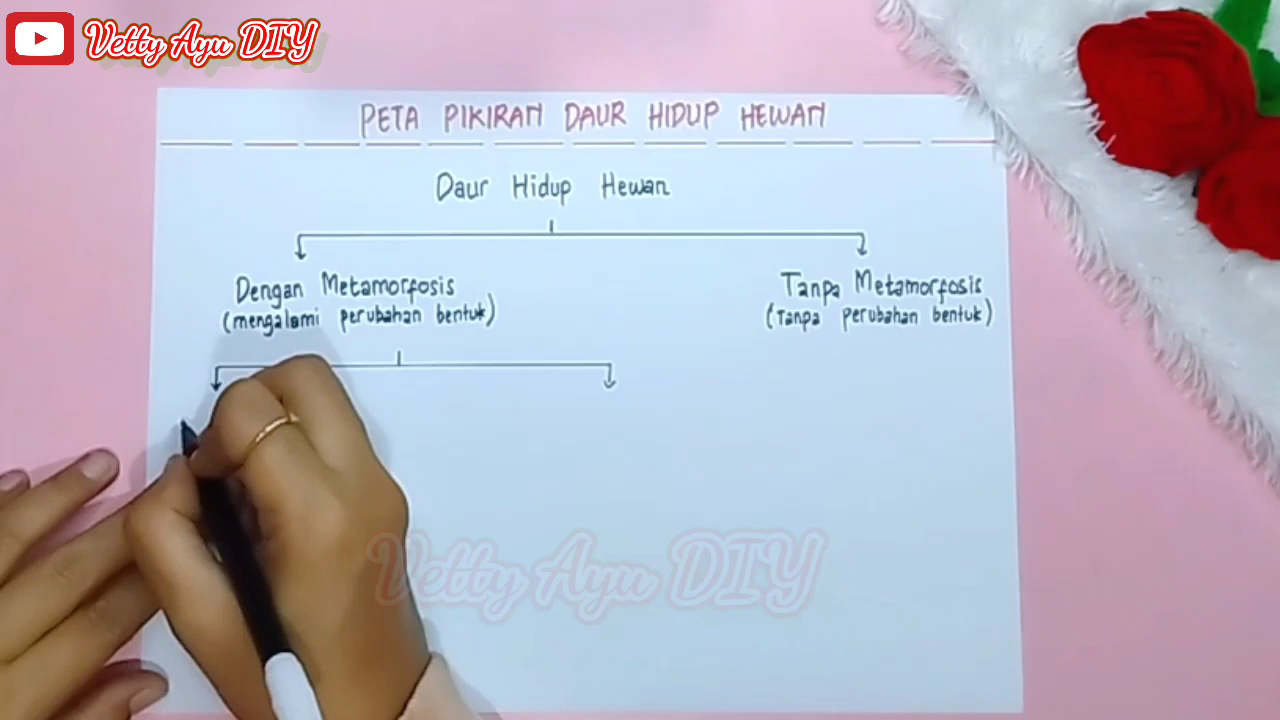 Vetty Ayu DIY
PETA PIKIRAN DAUR HIDUP HEWAN
Daur Hidup Hewan
Dengan Metamorfosis
(mengalami perubahan bentuk)
Tanpa Metamorfosis
(Tanpa perubahan bentuk)
Vetty Ayu DIY